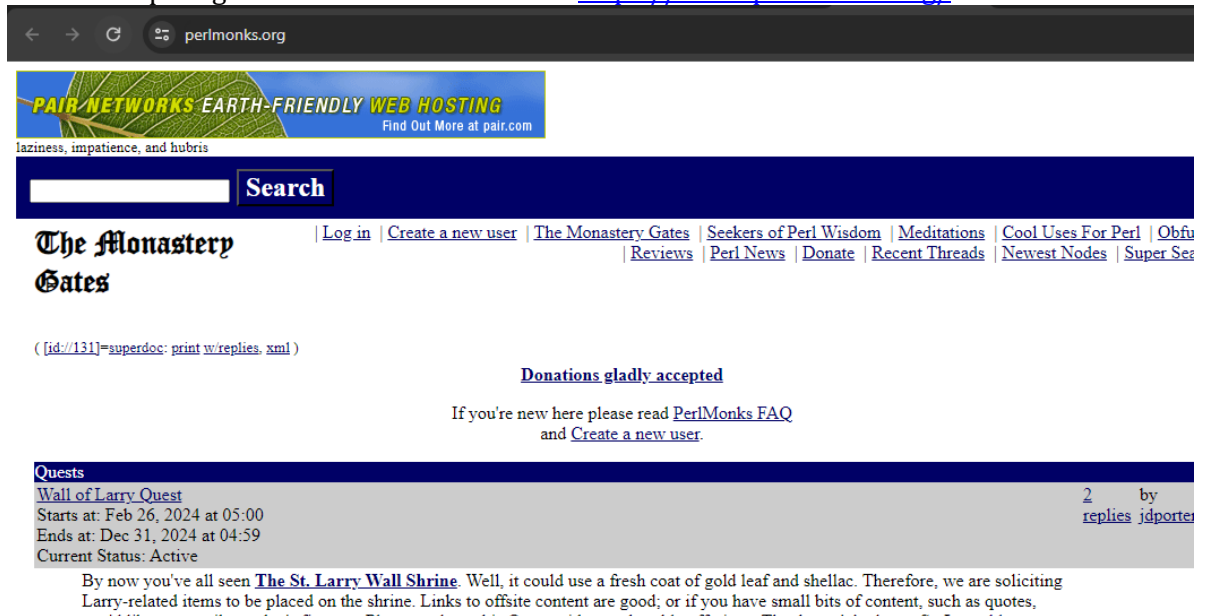 perlmonks.org
PAIR NETWORKS EARTH-FRIENDLY WEB HOSTING
Find Out More at pair.com
laziness, impatience, and hubris
Search
The Monastery Gates
| Log in | Create a new user | The Monastery Gates | Seekers of Perl Wisdom | Meditations | Cool Uses For Perl |
| Reviews | Perl News | Donate | Recent Threads | Newest Nodes | Super
( [id://131]=superdoc: print w/replies, xml )
Donations gladly accepted
If you're new here please read PerlMonks FAQ
and Create a new user.
Quests
Wall of Larry Quest
2 replies by jdporter
Starts at: Feb 26, 2024 at 05:00
Ends at: Dec 31, 2024 at 04:59
Current Status: Active
By now you've all seen The St. Larry Wall Shrine. Well, it could use a fresh coat of gold leaf and shellac. Therefore, we are soliciting
Larry-related items to be placed on the shrine. Links to offsite content are good; or if you have small bits of content, such as quotes,